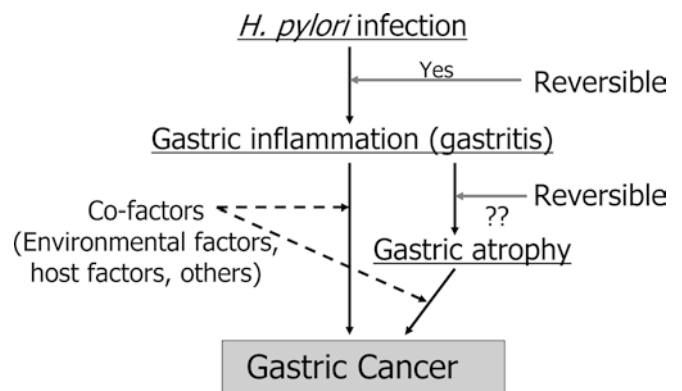 H. pylori infection
Yes
Reversible
Gastric inflammation (gastritis)
Reversible
??
Co-factors
(Environmental factors,
host factors, others)
Gastric atrophy
Gastric Cancer